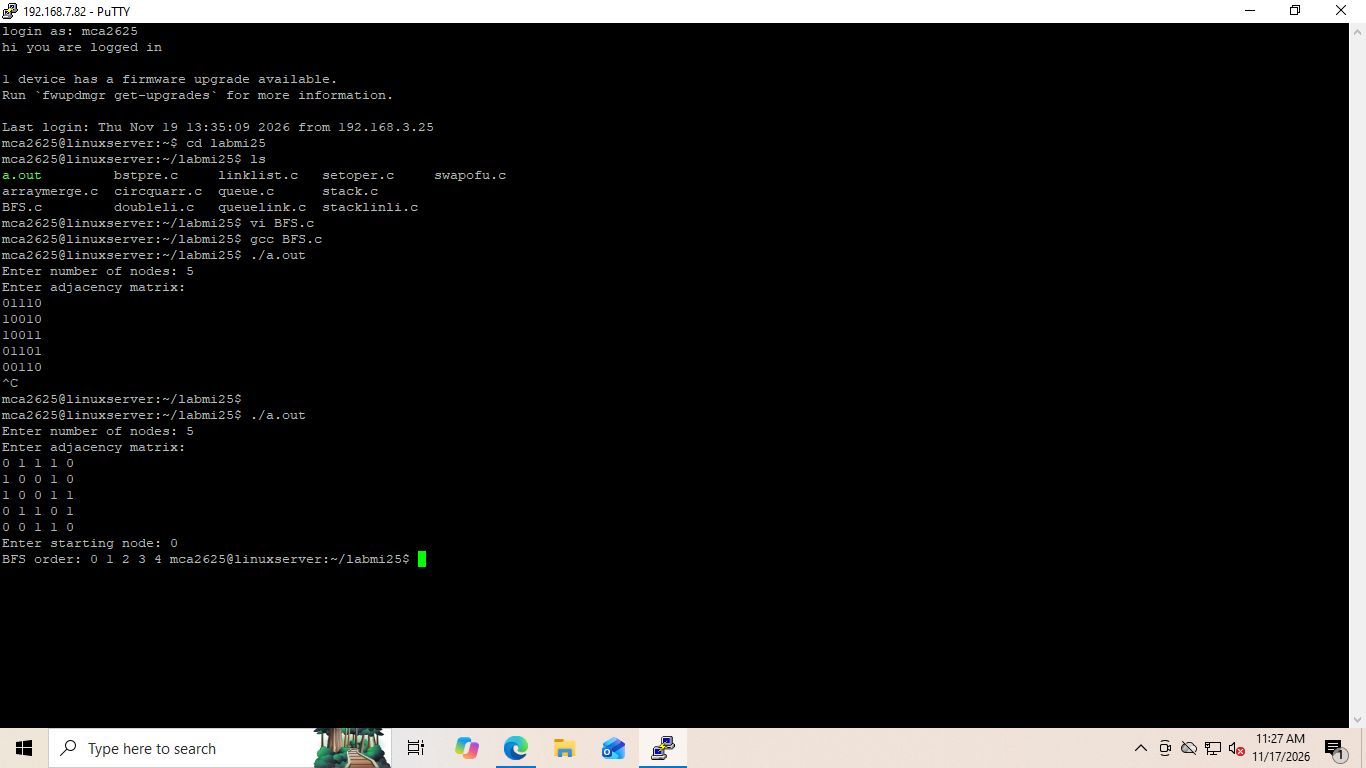 192.168.7.82 - PuTTY
login as: mca2625
hi you are logged in
1 device has a firmware upgrade available.
Run `fwupdmgr get-upgrades` for more information.
Last login: Thu Nov 19 13:35:09 2026 from 192.168.3.25
mca2625@linuxserver:~$ cd labmi25
mca2625@linuxserver:~/labmi25$ ls
a.out bstpre.c linklist.c setoper.c swapofu.c
arraymerge.c circquarr.c queue.c stack.c
BFS.c doubleli.c queuelink.c stacklinli.c
mca2625@linuxserver:~/labmi25$ vi BFS.c
mca2625@linuxserver:~/labmi25$ gcc BFS.c
mca2625@linuxserver:~/labmi25$ ./a.out
Enter number of nodes: 5
Enter adjacency matrix:
01110
10010
10011
01101
00110
^C
mca2625@linuxserver:~/labmi25$
mca2625@linuxserver:~/labmi25$ ./a.out
Enter number of nodes: 5
Enter adjacency matrix:
0 1 1 1 0
1 0 0 1 0
1 0 0 1 1
0 1 1 0 1
0 0 1 1 0
Enter starting node: 0
BFS order: 0 1 2 3 4 mca2625@linuxserver:~/labmi25$
Type here to search
11:27 AM
11/17/2026
1